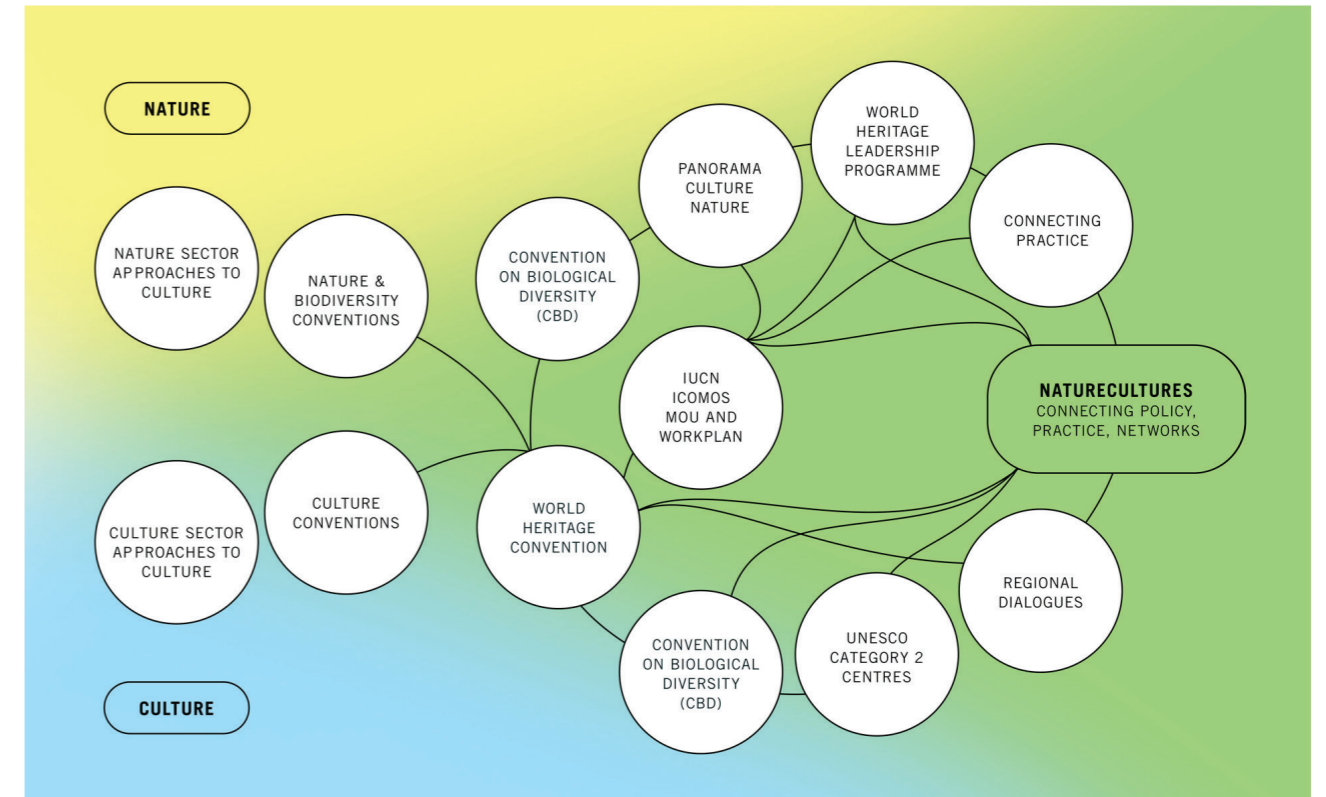 NATURE
NATURE SECTOR
APPROACHES TO
CULTURE
NATURE &
BIODIVERSITY
CONVENTIONS
CONVENTION
ON BIOLOGICAL
DIVERSITY
(CBD)
PANORAMA
CULTURE
NATURE
WORLD
HERITAGE
LEADERSHIP
PROGRAMME
CONNECTING
PRACTICE
IUCN
ICOMOS
MOU AND
WORKPLAN
NATURECULTURES
CONNECTING POLICY,
PRACTICE, NETWORKS
CULTURE SECTOR
APPROACHES TO
CULTURE
CULTURE
CONVENTIONS
WORLD
HERITAGE
CONVENTION
CONVENTION
ON BIOLOGICAL
DIVERSITY
(CBD)
UNESCO
CATEGORY 2
CENTRES
REGIONAL
DIALOGUES
CULTURE